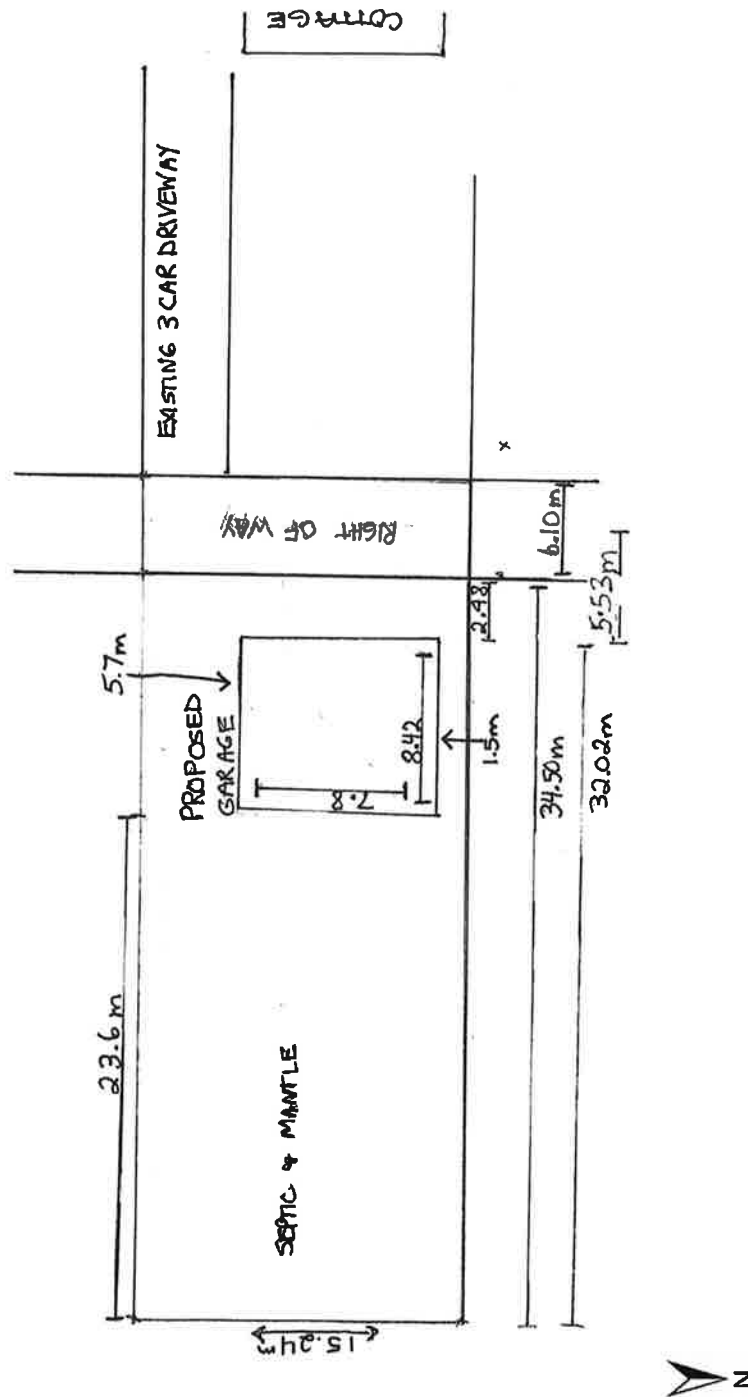 COTTAGE
EXISTING 3 CAR DRIVEWAY
RIGHT OF WAY
6.10m
5.53m
2.48
5.7m
PROPOSED
GARAGE
8.42
7.8
1.5m
34.50m
32.02m
23.6m
SEPTIC & MANTLE
15.24m
N
x